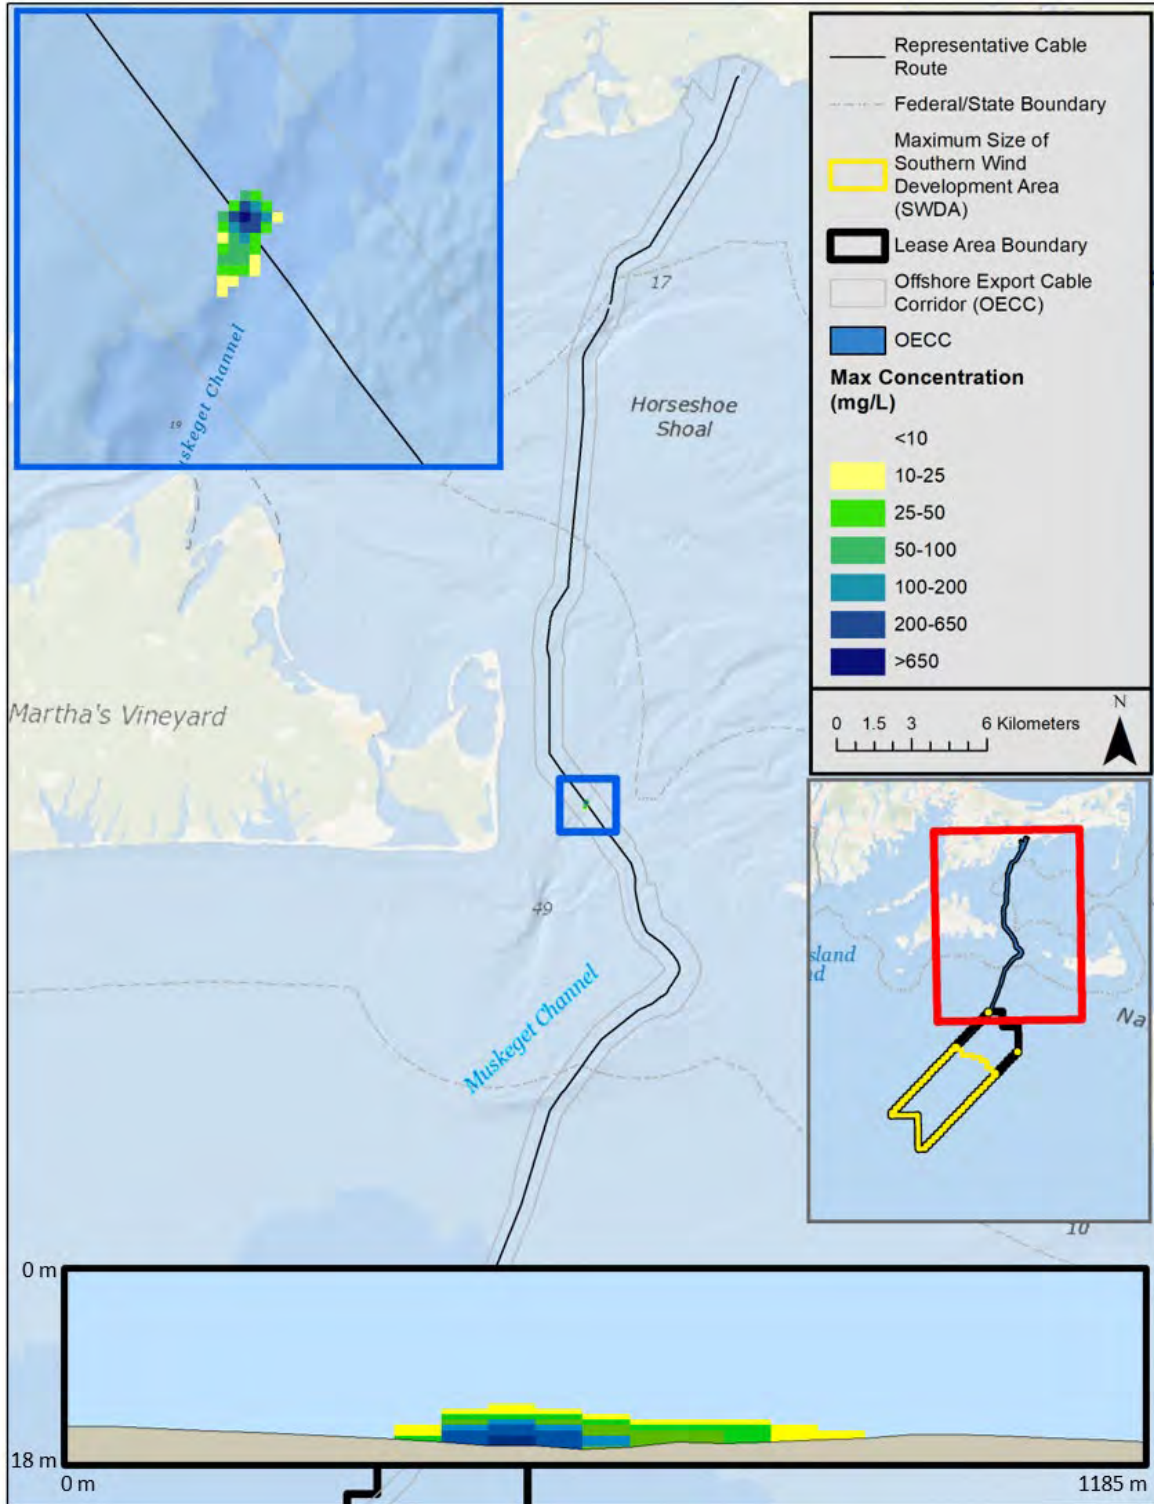 Representative Cable
Route
Federal/State Boundary
Maximum Size of
Southern Wind
Development Area
(SWDA)
Lease Area Boundary
Offshore Export Cable
Corridor (OECC)
OECC
Max Concentration
(mg/L)
<10
10-25
25-50
50-100
100-200
200-650
>650
N
0 1.5 3 6 Kilometers
19
skeget Channel
17
Horseshoe
Shoal
Martha's Vineyard
49
Muskeget Channel
sland
d
Na
10
0 m
18 m
0 m
1185 m